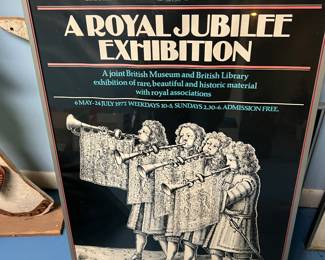 A ROYAL JUBILEE
EXHIBITION
A joint British Museum and British Library
exhibition of rare, beautiful and historic material
with royal associations
6 MAY-24 JULY 1977. WEEKDAYS 10-5, SUNDAYS 2.30-6. ADMISSION FREE.